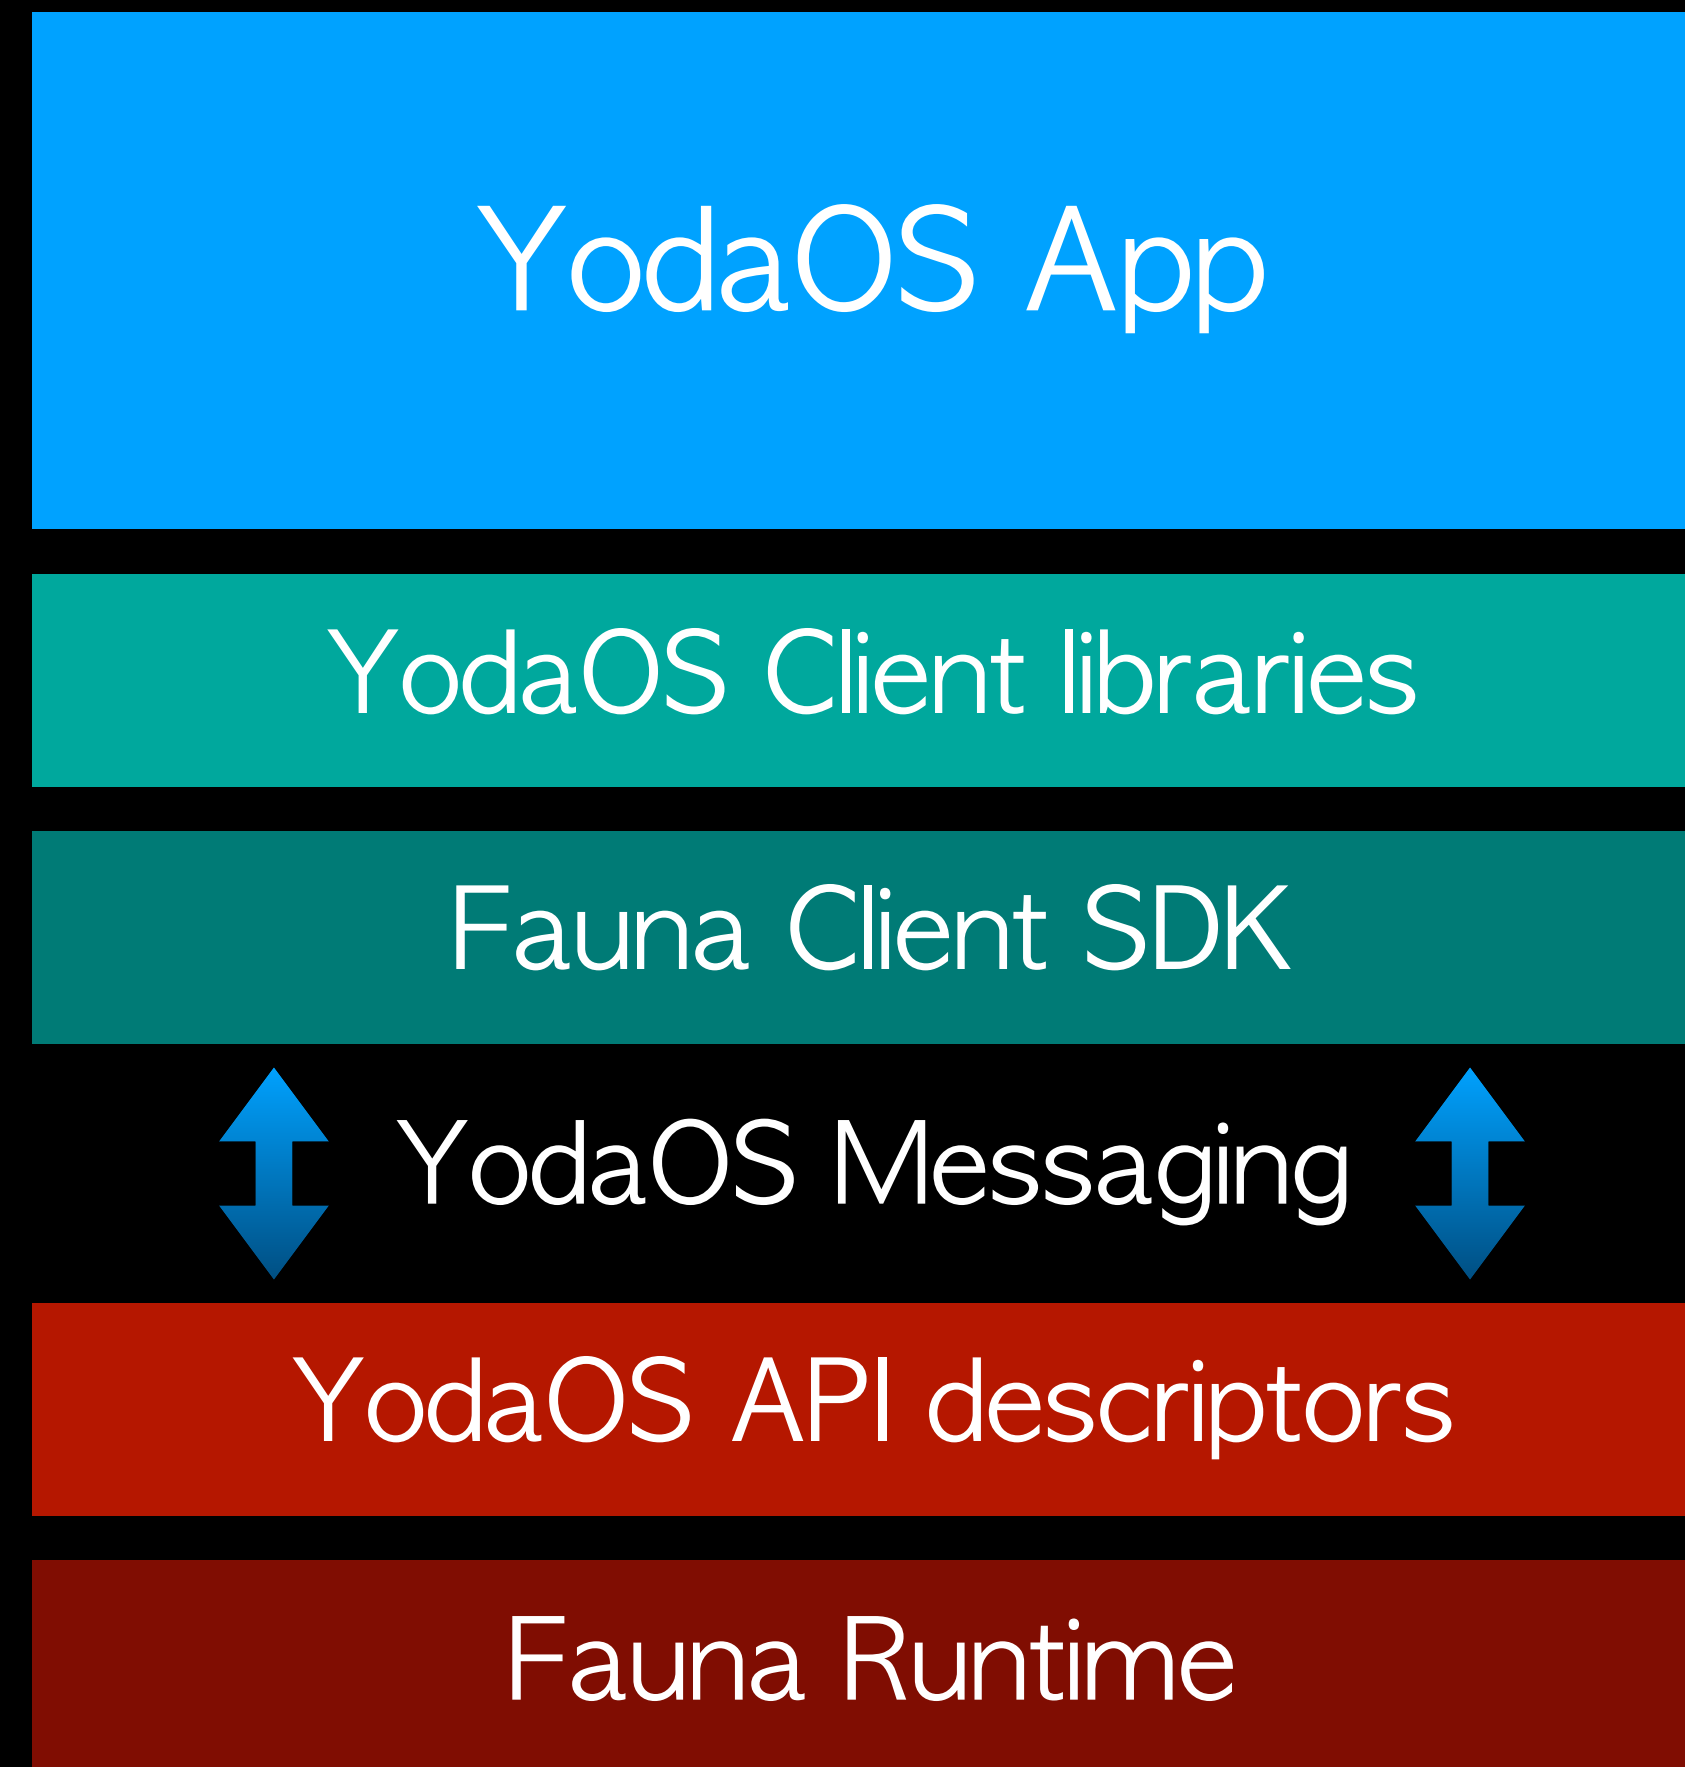 YodaOS App
YodaOS Client libraries
Fauna Client SDK
YodaOS Messaging
YodaOS API descriptors
Fauna Runtime